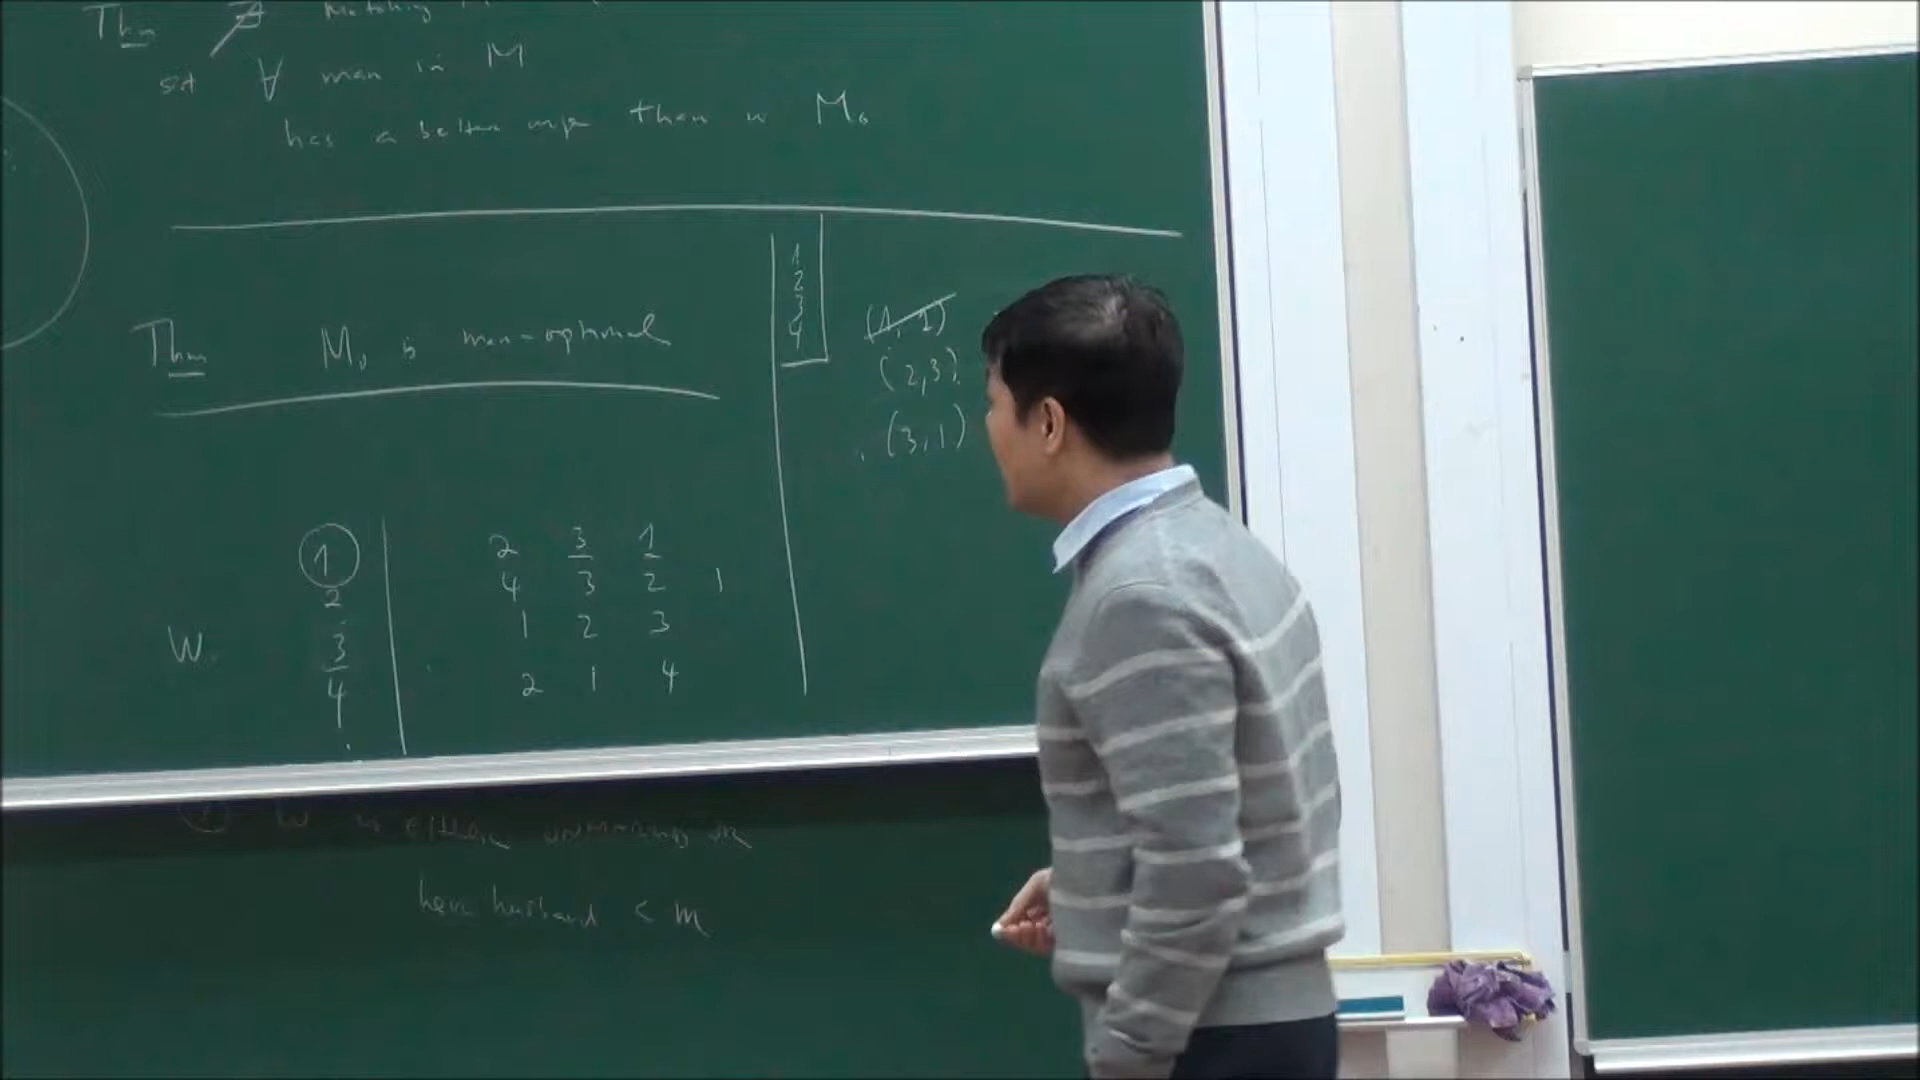 Thm ∄ Matching
s.t ∀ man in M
has a better wife than in M₀
Thm M₀ is man-optimal
1
2
3
4
(1, 1)
(2,3)
(3,1)
W
1 2 3 1
2 4 3 2 1
3 1 2 3
4 2 1 4
W is either unmarried or
her husband < m